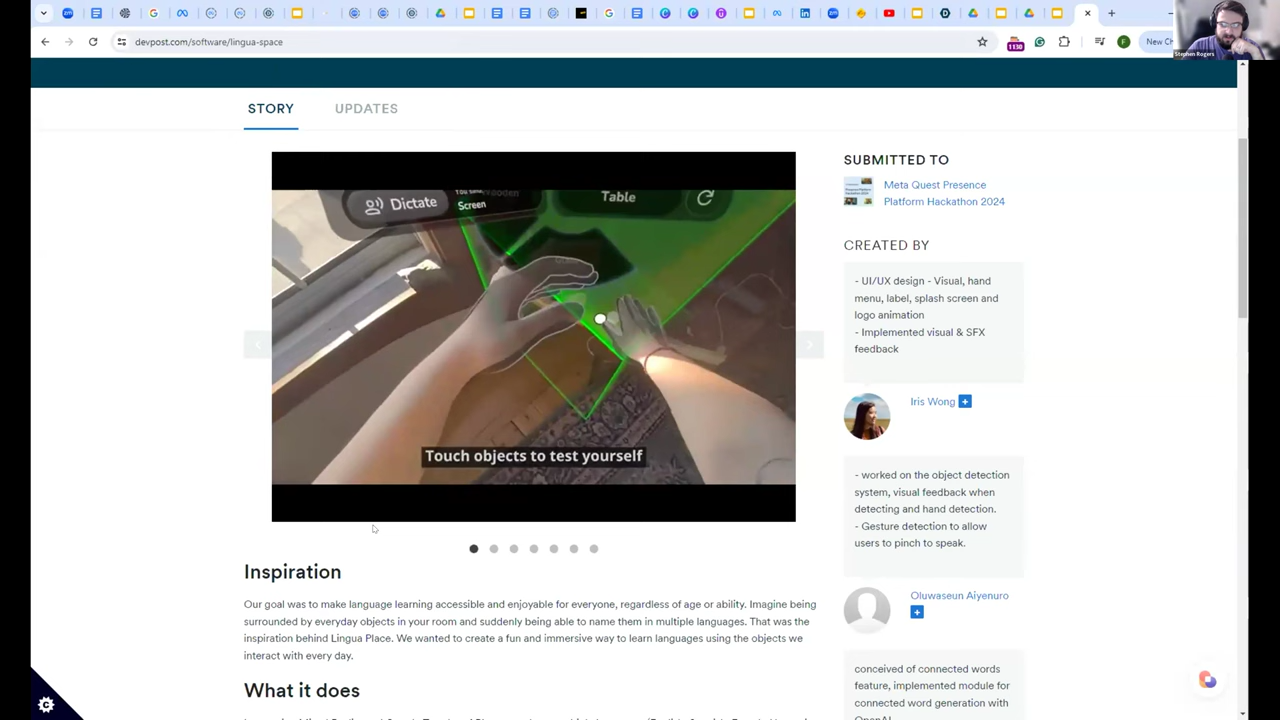 devpost.com/software/lingua-space
1130
F
New Ch
Stephen Rogers
STORY
UPDATES
Dictate
Screen
Table
Touch objects to test yourself
Inspiration
Our goal was to make language learning accessible and enjoyable for everyone, regardless of age or ability. Imagine being
surrounded by everyday objects in your room and suddenly being able to name them in multiple languages. That was the
inspiration behind Lingua Place. We wanted to create a fun and immersive way to learn languages using the objects we
interact with every day.
What it does
SUBMITTED TO
Meta Quest Presence
Platform Hackathon 2024
CREATED BY
- UI/UX design - Visual, hand
menu, label, splash screen and
logo animation
- Implemented visual & SFX
feedback
Iris Wong
- worked on the object detection
system, visual feedback when
detecting and hand detection.
- Gesture detection to allow
users to pinch to speak.
Oluwaseun Aiyenuro
conceived of connected words
feature, implemented module for
connected word generation with
OpenAI